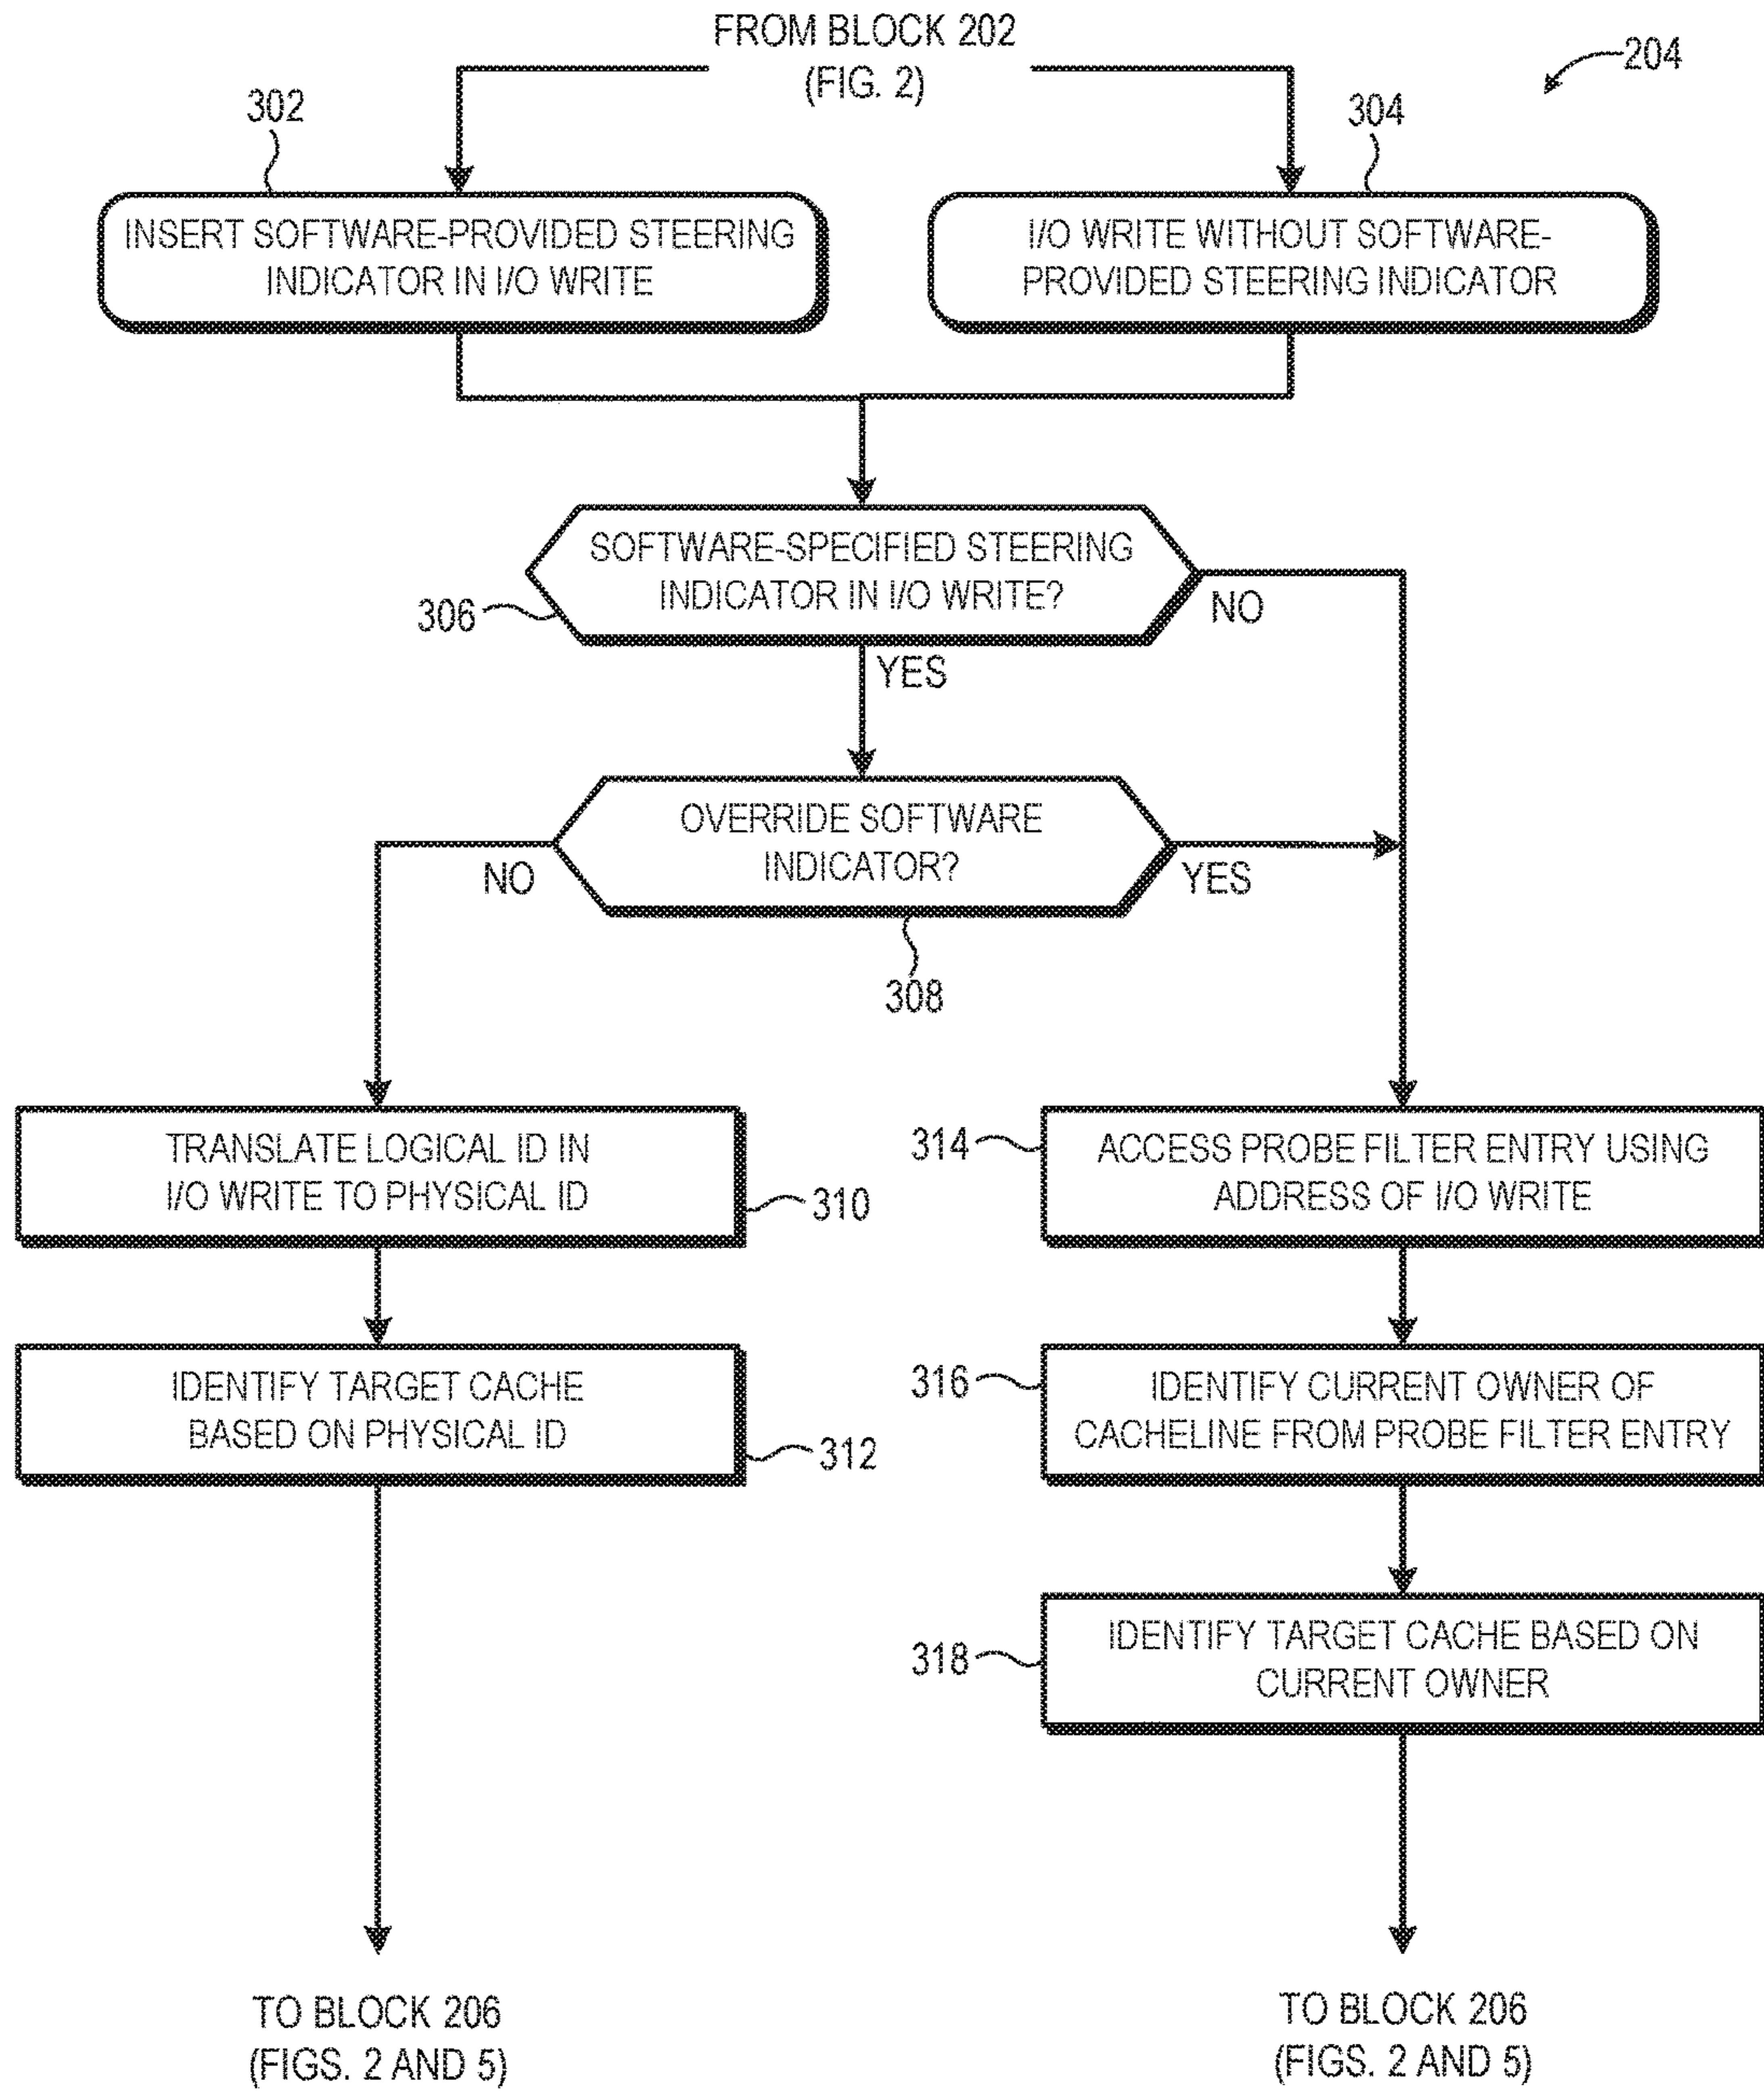 FROM BLOCK 202
(FIG. 2)
204
302
304
INSERT SOFTWARE-PROVIDED STEERING
INDICATOR IN I/O WRITE
I/O WRITE WITHOUT SOFTWARE-
PROVIDED STEERING INDICATOR
SOFTWARE-SPECIFIED STEERING
INDICATOR IN I/O WRITE?
306
NO
YES
OVERRIDE SOFTWARE
INDICATOR?
NO
YES
308
TRANSLATE LOGICAL ID IN
I/O WRITE TO PHYSICAL ID
310
314
ACCESS PROBE FILTER ENTRY USING
ADDRESS OF I/O WRITE
IDENTIFY TARGET CACHE
BASED ON PHYSICAL ID
312
316
IDENTIFY CURRENT OWNER OF
CACHELINE FROM PROBE FILTER ENTRY
318
IDENTIFY TARGET CACHE BASED ON
CURRENT OWNER
TO BLOCK 206
(FIGS. 2 AND 5)
TO BLOCK 206
(FIGS. 2 AND 5)